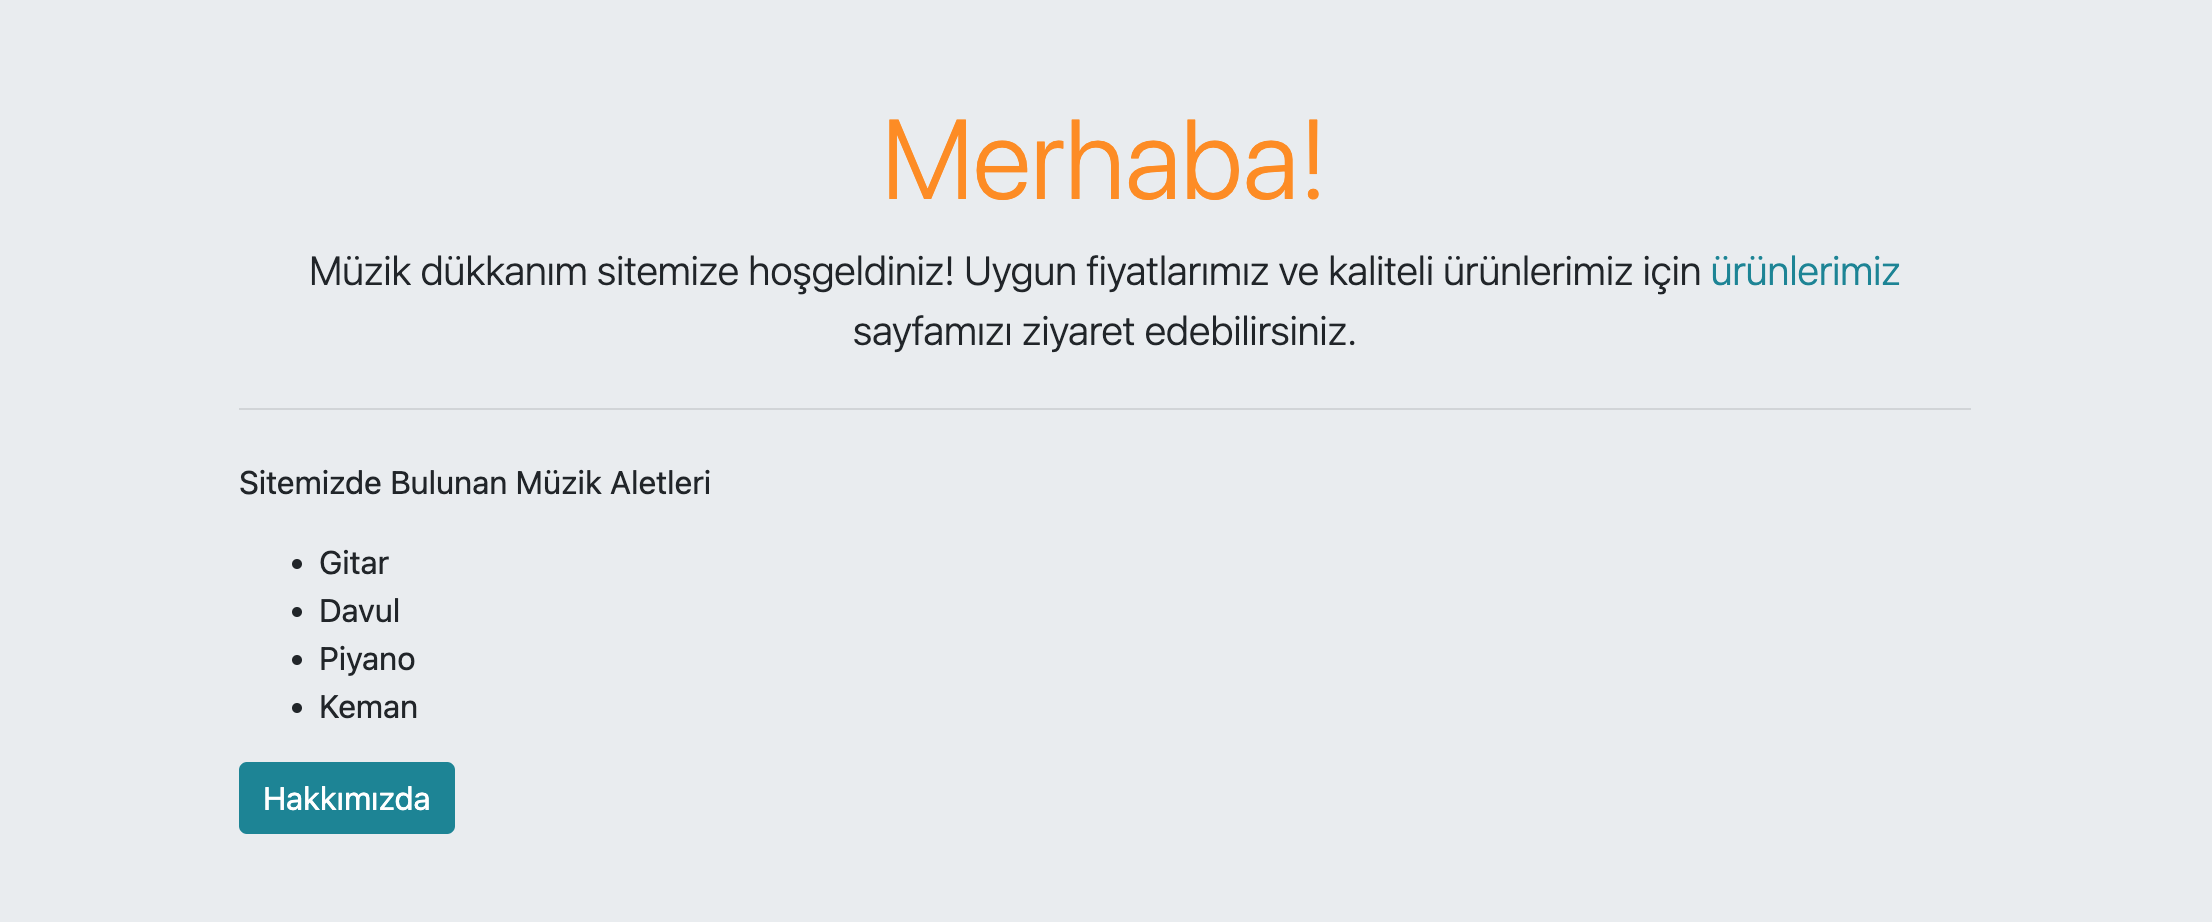 Merhaba!
Müzik dükkanım sitemize hoşgeldiniz! Uygun fiyatlarımız ve kaliteli ürünlerimiz için ürünlerimiz
sayfamızı ziyaret edebilirsiniz.
Sitemizde Bulunan Müzik Aletleri
• Gitar
• Davul
• Piyano
• Keman
Hakkımızda